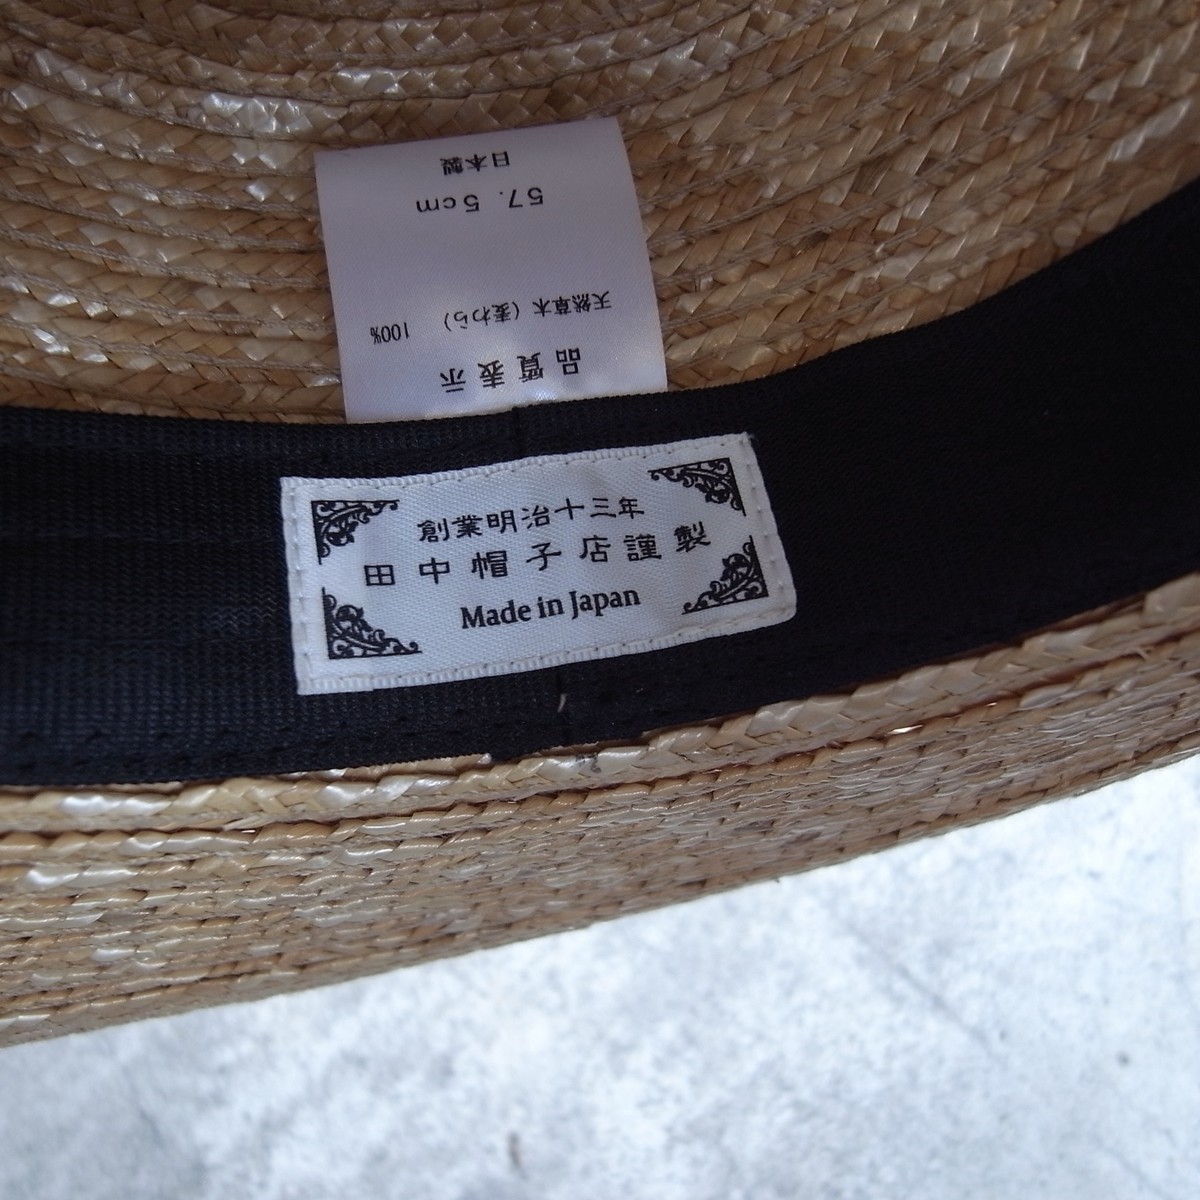 品質表示
天然草木（麦わら） 100%
57.5cm
日本製
創業明治十三年
田中帽子店謹製
Made in Japan